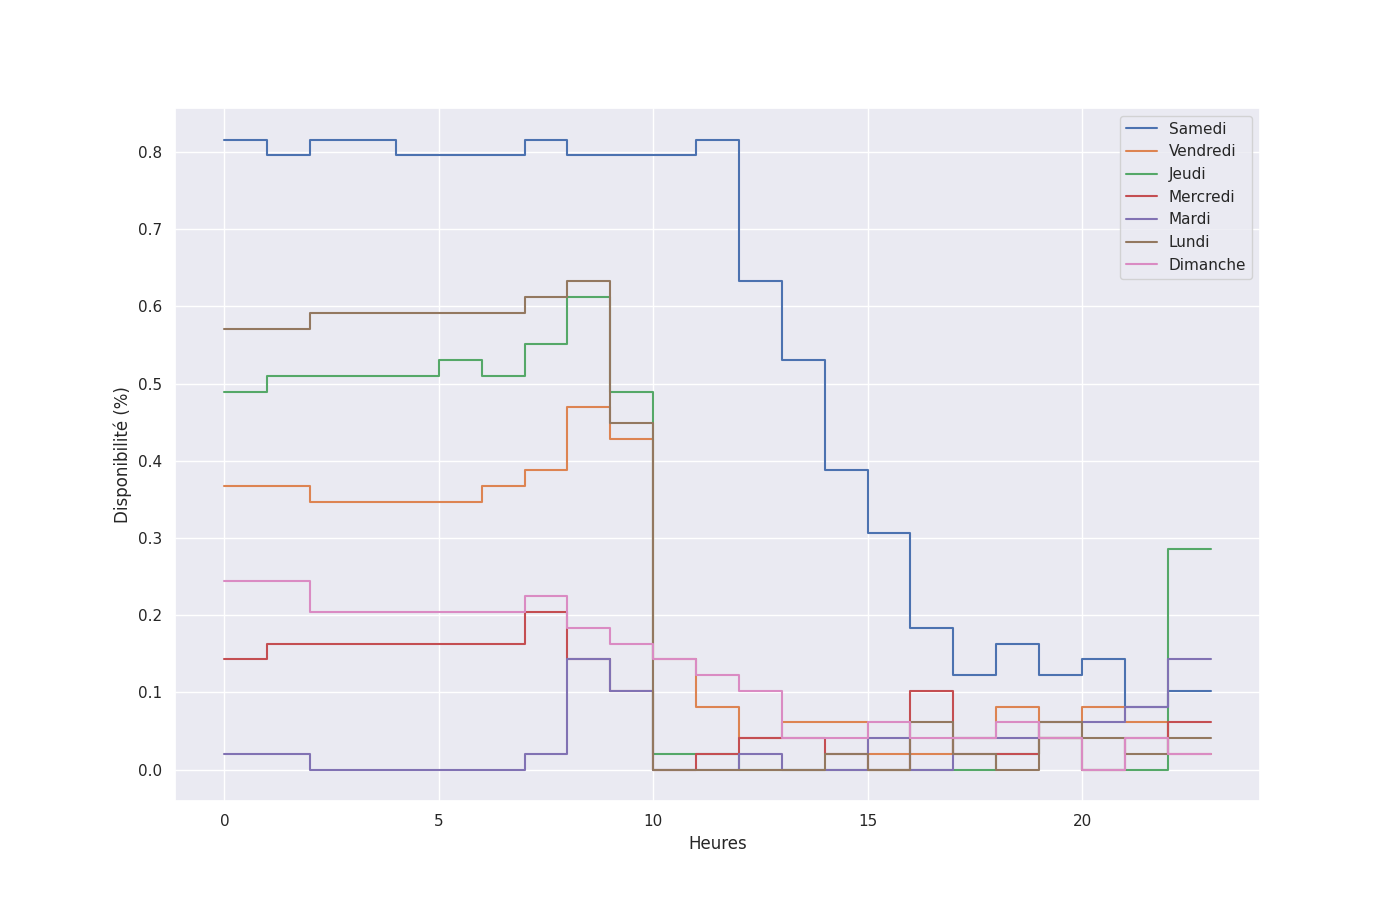 Disponibilité (%)
0.8
0.7
0.6
0.5
0.4
0.3
0.2
0.1
0.0
0 5 10 15 20
Heures
Samedi
Vendredi
Jeudi
Mercredi
Mardi
Lundi
Dimanche